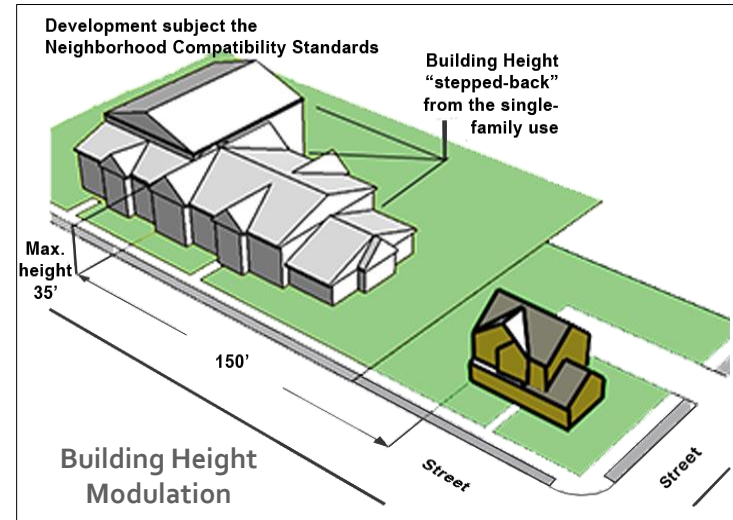 Development subject the
Neighborhood Compatibility Standards
Building Height
“stepped-back”
from the single-
family use
Max.
height
35’
150’
Building Height
Modulation
Street
Street